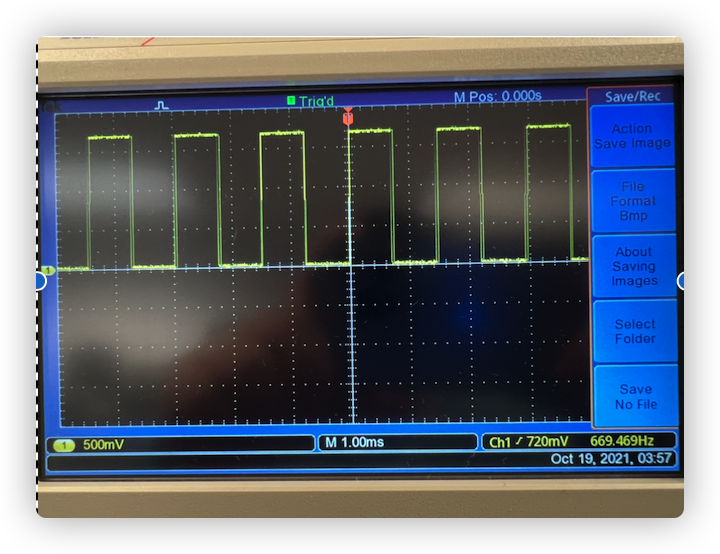 Trig'd
M Pos: 0.000s
Save/Rec
T
Action
Save Image
File
Format
Bmp
About
Saving
Images
1
Select
Folder
Save
No File
1 500mV
M 1.00ms
Ch1 720mV 669.469Hz
Oct 19, 2021, 03:57